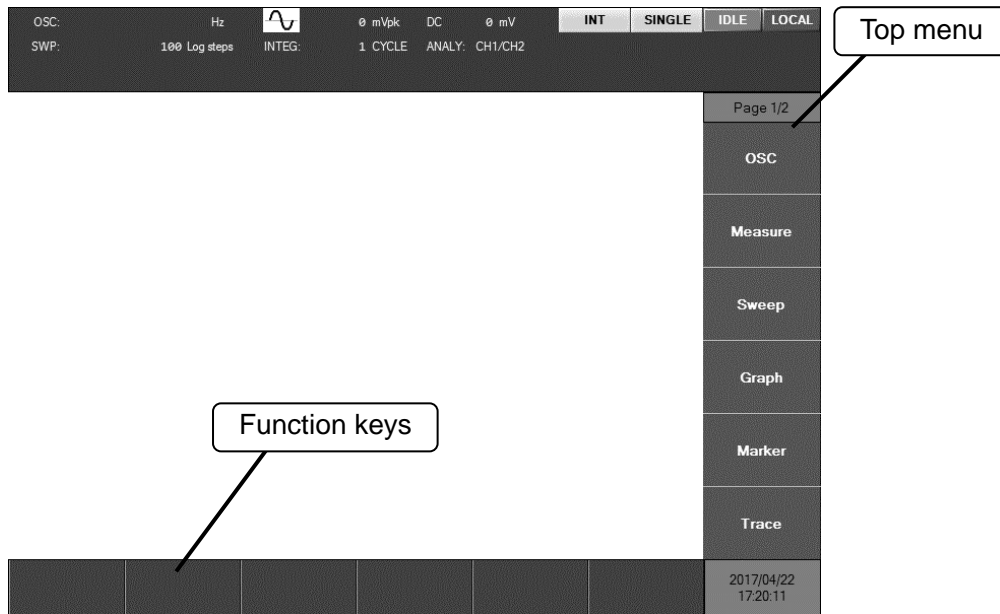 OSC: Hz 0 mVpk DC 0 mV INT SINGLE IDLE LOCAL
SWP: 100 Log steps INTEG: 1 CYCLE ANALY: CH1/CH2
Top menu
Page 1/2
OSC
Measure
Sweep
Graph
Function keys
Marker
Trace
2017/04/22
17:20:11